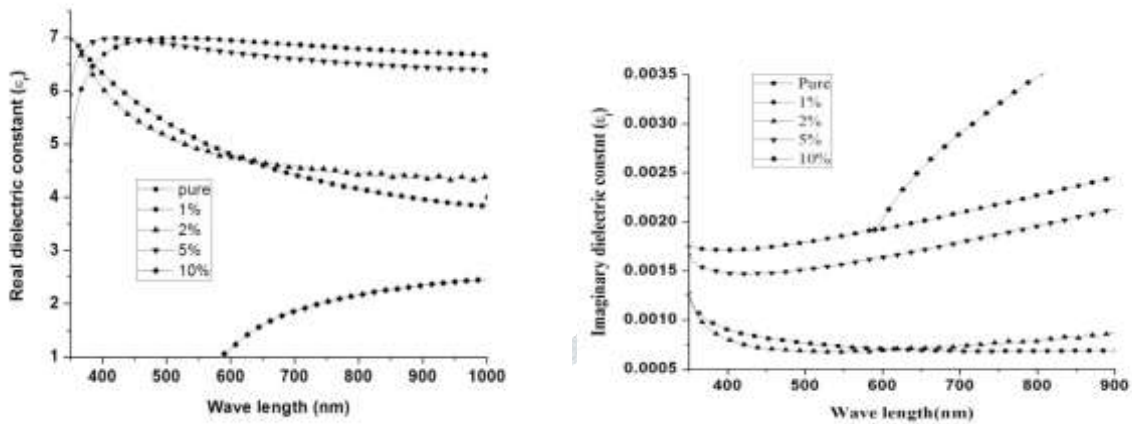 Real dielectric constant (εr)
7
6
5
4
3
2
1
pure
1%
2%
5%
10%
400 500 600 700 800 900 1000
Wave length (nm)
Imaginary dielectric constnt (εi)
0.0035
0.0030
0.0025
0.0020
0.0015
0.0010
0.0005
Pure
1%
2%
5%
10%
400 500 600 700 800 900
Wave length(nm)